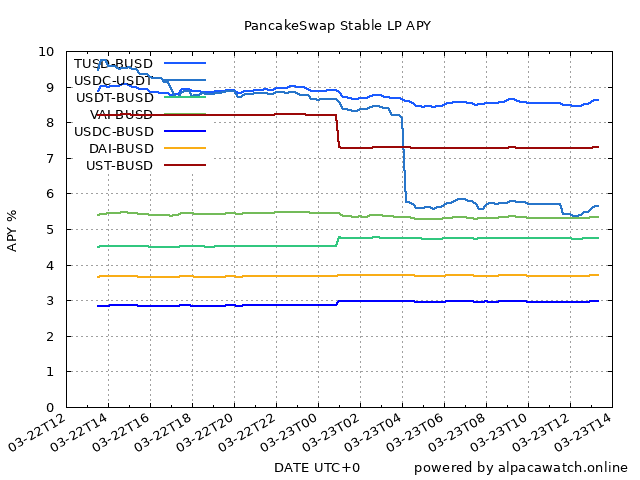 PancakeSwap Stable LP APY
10
9
8
7
6
5
4
3
2
1
0
APY %
TUSD-BUSD
USDC-USDT
USDT-BUSD
VAI-BUSD
USDC-BUSD
DAI-BUSD
UST-BUSD
03-22T12
03-22T14
03-22T16
03-22T18
03-22T20
03-22T22
03-23T00
03-23T02
03-23T04
03-23T06
03-23T08
03-23T10
03-23T12
03-23T14
DATE UTC+0
powered by alpacawatch.online